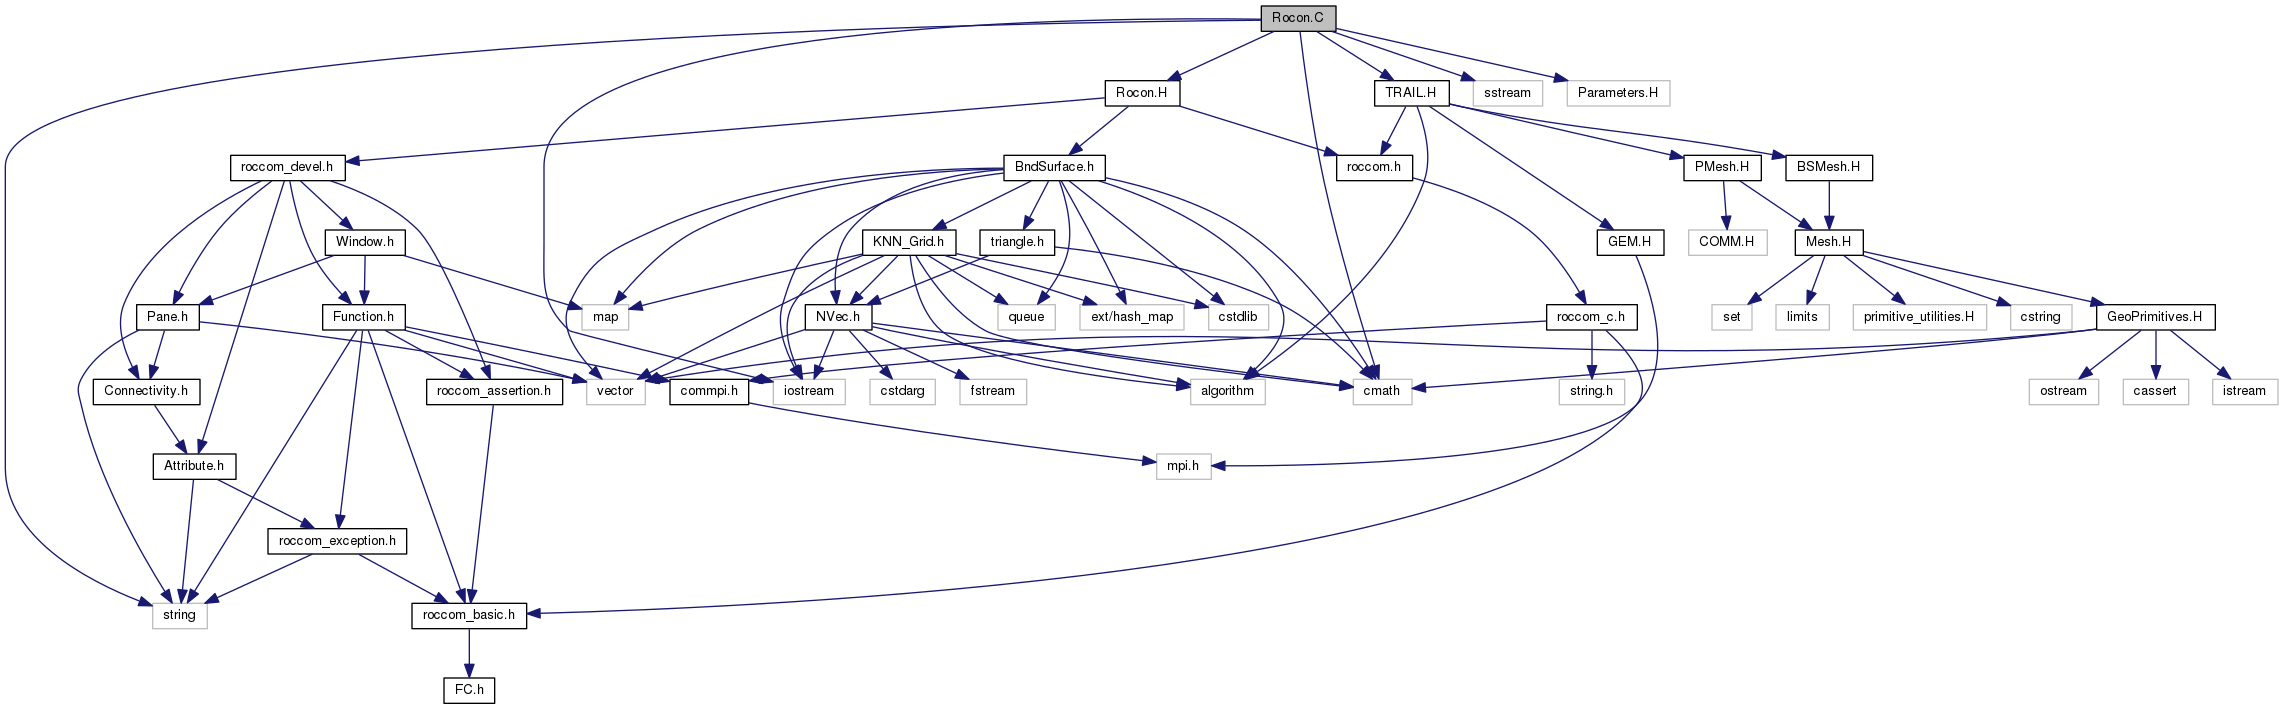 Rocon.C
Rocon.H
TRAIL.H
sstream
Parameters.H
roccom_devel.h
BndSurface.h
roccom.h
PMesh.H
BSMesh.H
Window.h
KNN_Grid.h
triangle.h
GEM.H
COMM.H
Mesh.H
Pane.h
Function.h
map
NVec.h
queue
ext/hash_map
cstdlib
roccom_c.h
set
limits
primitive_utilities.H
cstring
GeoPrimitives.H
Connectivity.h
roccom_assertion.h
vector
commpi.h
iostream
cstdarg
fstream
algorithm
cmath
string.h
ostream
cassert
istream
Attribute.h
mpi.h
roccom_exception.h
string
roccom_basic.h
FC.h